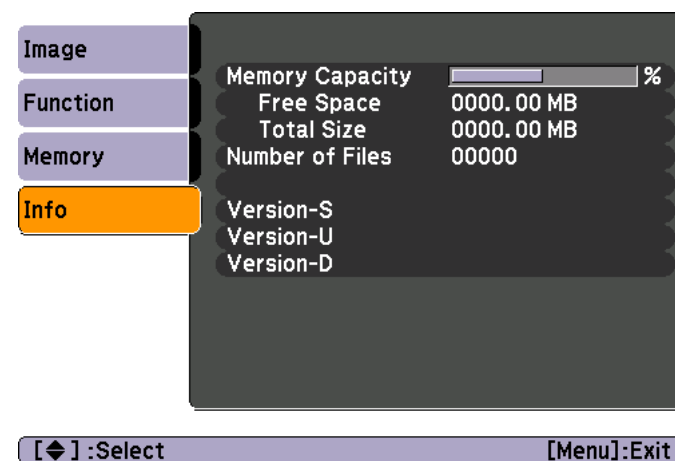 Image
Function
Memory
Info
Memory Capacity %
Free Space 0000.00 MB
Total Size 0000.00 MB
Number of Files 00000
Version-S
Version-U
Version-D
[◆] :Select [Menu]:Exit